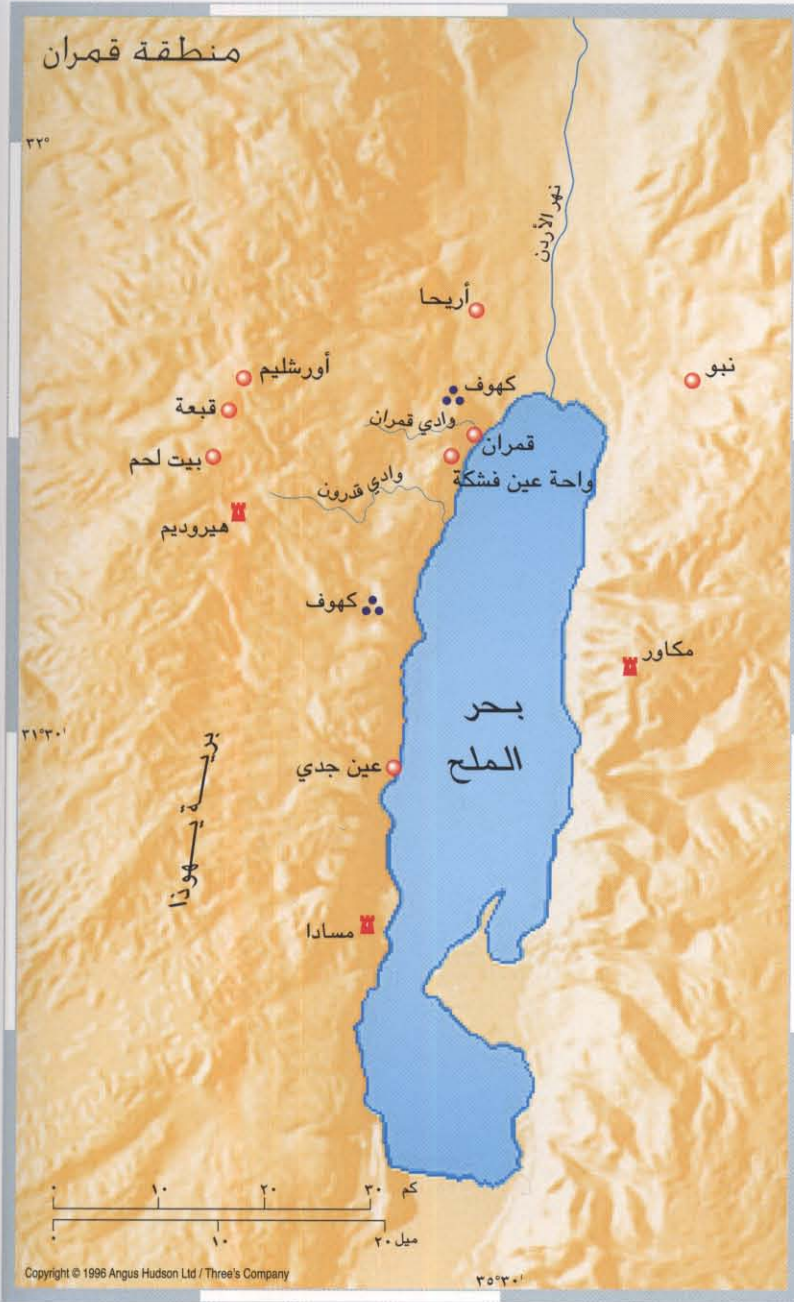 منطقة قمران
٣٢°
نهر الأردن
أريحا
نبو
أورشليم
كهوف
قبعة
وادي قمران
قمران
بيت لحم
واحة عين فشكة
وادي قدرون
هيروديم
كهوف
مكاور
بحر
الملح
٣١°٣٠'
عين جدي
برية يهوذا
مسادا
٠ ١٠ ٢٠ ٣٠ كم
٠ ١٠ ٢٠ ميل
Copyright © 1996 Angus Hudson Ltd / Three's Company
٣٥°٣٠'